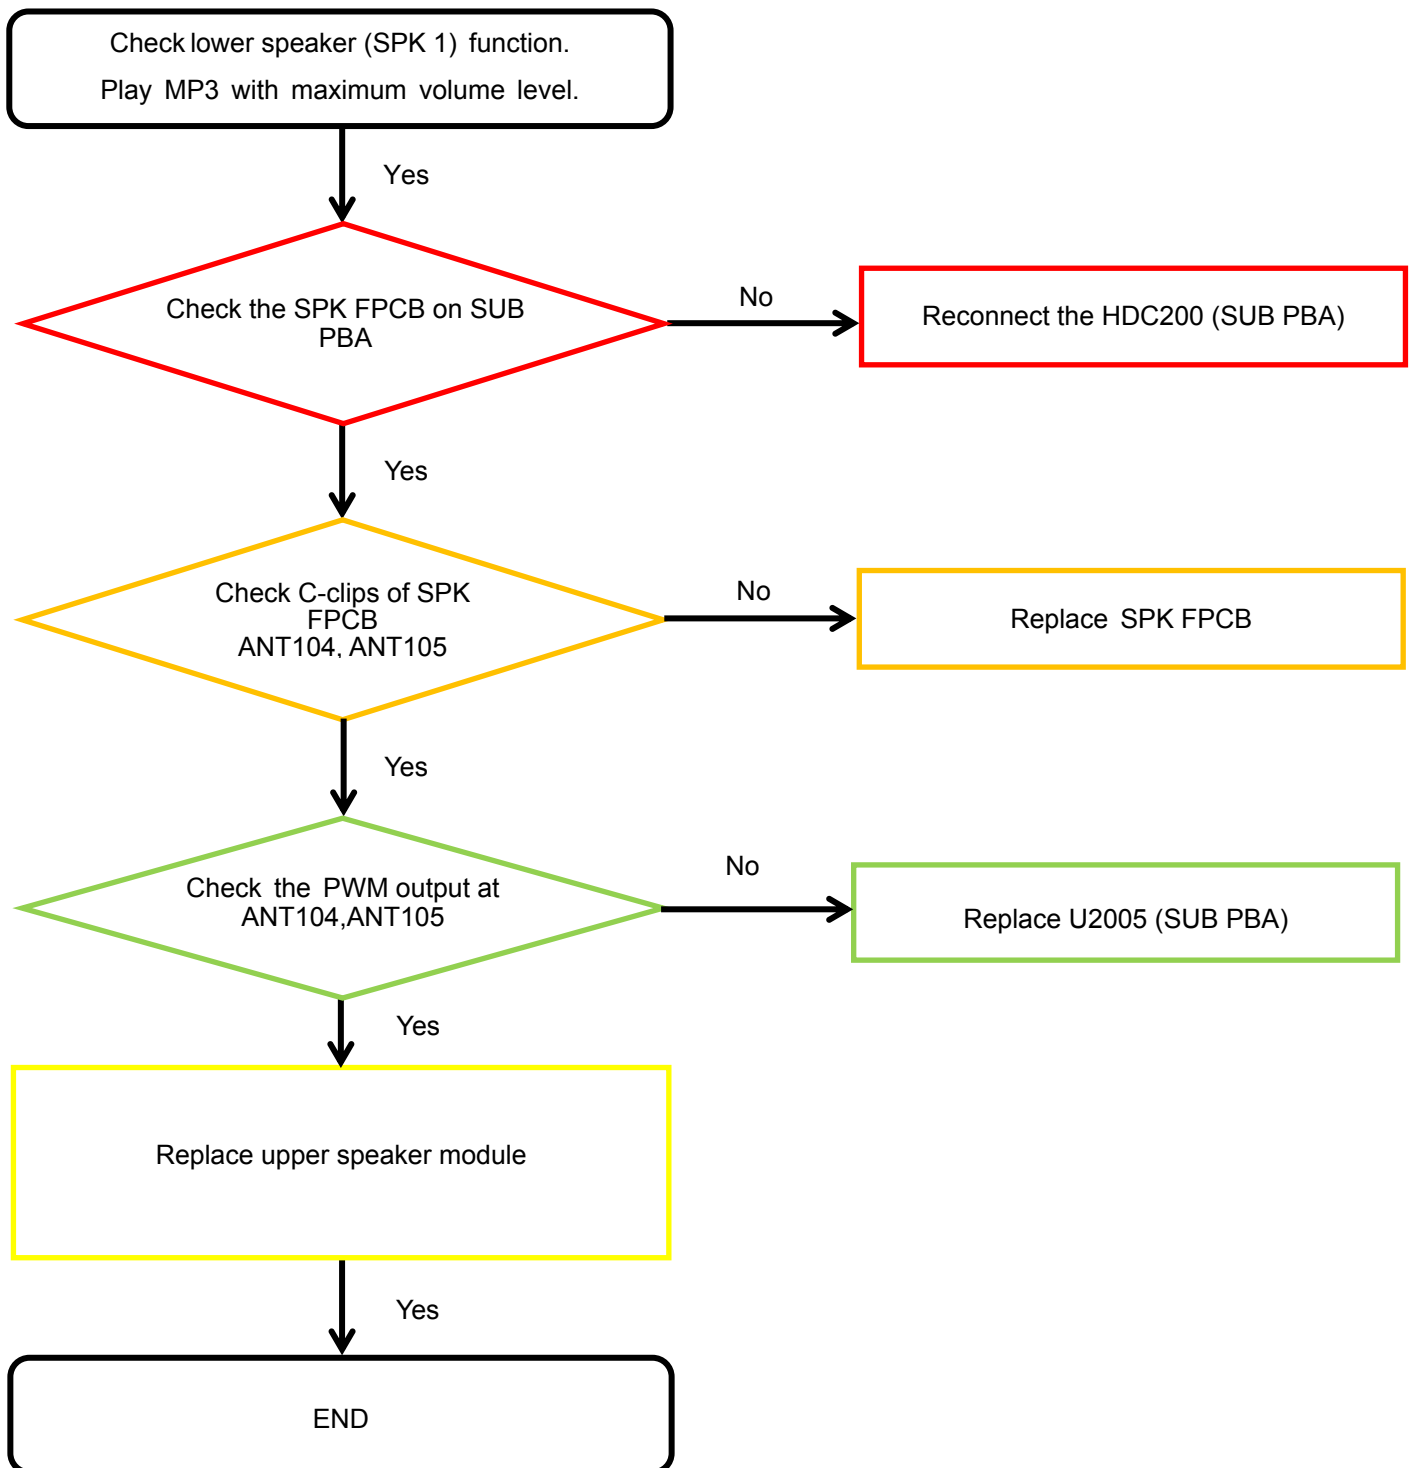 Check lower speaker (SPK 1) function.
Play MP3 with maximum volume level.
Yes
Check the SPK FPCB on SUB
PBA
No
Reconnect the HDC200 (SUB PBA)
Yes
Check C-clips of SPK
FPCB
ANT104, ANT105
No
Replace SPK FPCB
Yes
Check the PWM output at
ANT104,ANT105
No
Replace U2005 (SUB PBA)
Yes
Replace upper speaker module
Yes
END